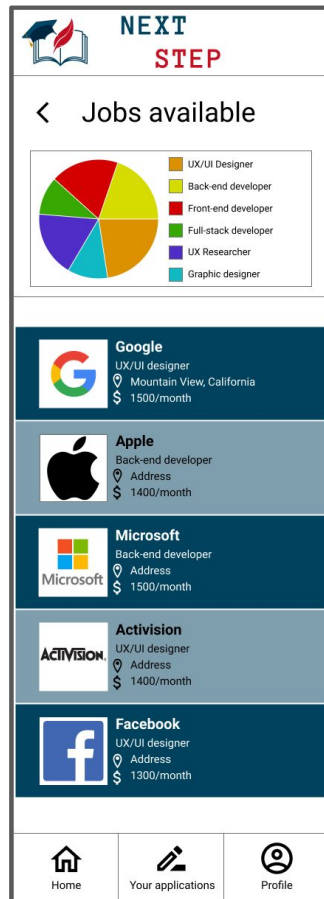 NEXT
STEP
Jobs available
UX/UI Designer
Back-end developer
Front-end developer
Full-stack developer
UX Researcher
Graphic designer
Google
UX/UI designer
Mountain View, California
$ 1500/month
Apple
Back-end developer
Address
$ 1400/month
Microsoft
Microsoft
Back-end developer
Address
$ 1500/month
ACTIVISION
Activision
UX/UI designer
Address
$ 1400/month
Facebook
UX/UI designer
Address
$ 1300/month
Home
Your applications
Profile